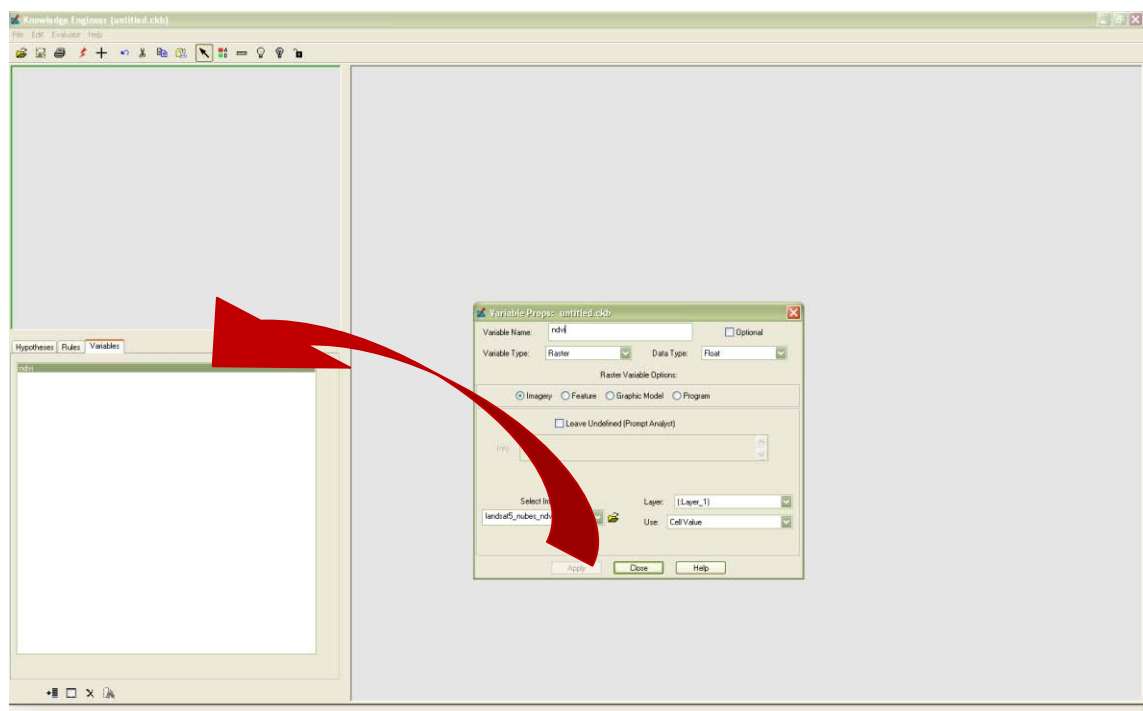 Knowledge Engineer (untitled.ckb)
File Edit Evaluate Help
Variable Props: untitled.ckb
Variable Name: ndvi Optional
Variable Type: Raster Data Type: Float
Raster Variable Options:
Imagery Feature Graphic Model Program
Leave Undefined (Prompt Analyst)
Info:
Select Layer: (:Layer_1)
landsat5_nubes_ndv Use: Cell Value
Apply Close Help
Hypotheses Rules Variables
ndvi